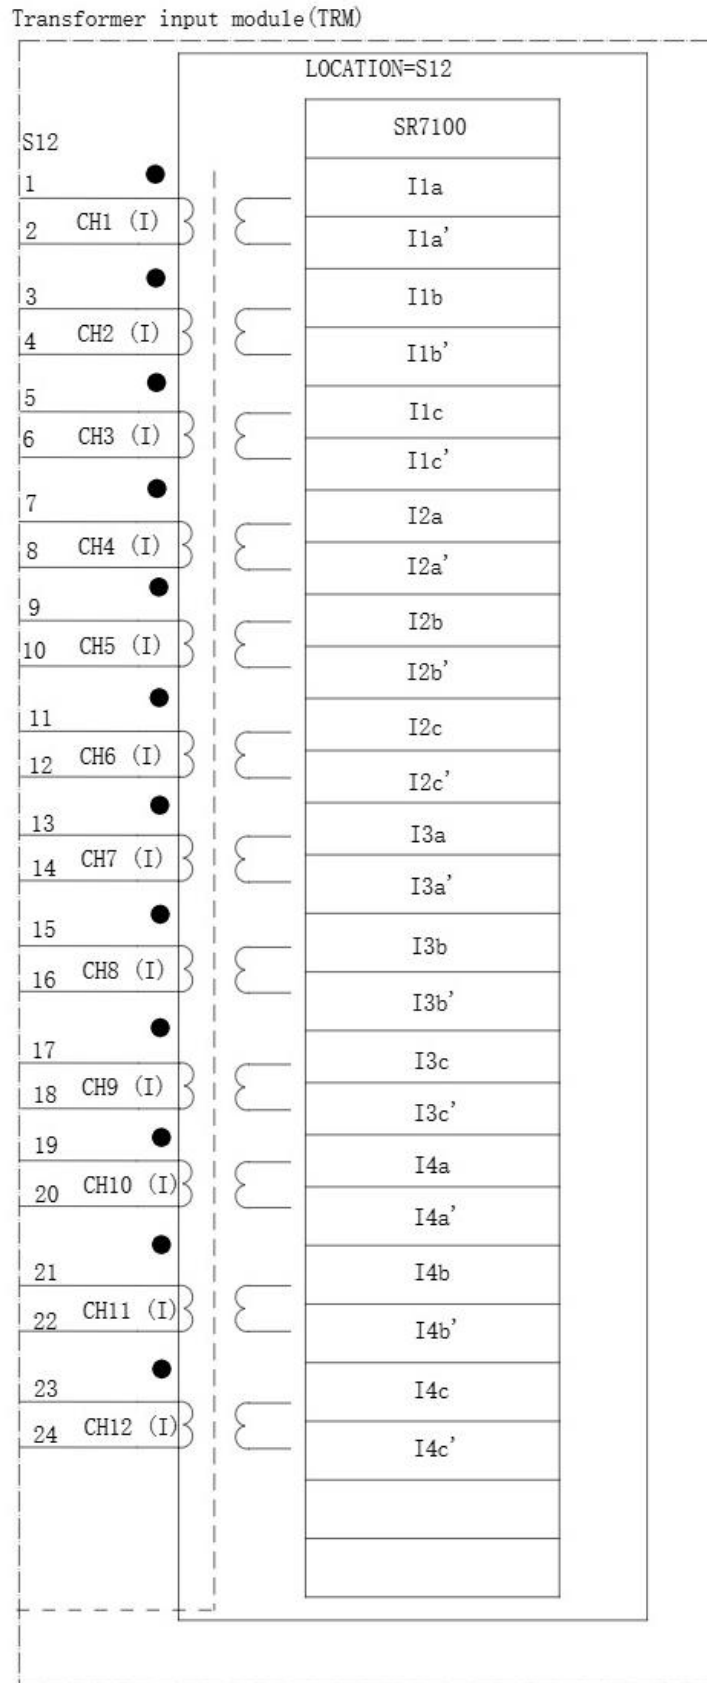 Transformer input module(TRM)
LOCATION=S12
SR7100
S12
1
I1a
2 CH1 (I)
I1a’
3
I1b
4 CH2 (I)
I1b’
5
I1c
6 CH3 (I)
I1c’
7
I2a
8 CH4 (I)
I2a’
9
I2b
10 CH5 (I)
I2b’
11
I2c
12 CH6 (I)
I2c’
13
I3a
14 CH7 (I)
I3a’
15
I3b
16 CH8 (I)
I3b’
17
I3c
18 CH9 (I)
I3c’
19
I4a
20 CH10 (I)
I4a’
21
I4b
22 CH11 (I)
I4b’
23
I4c
24 CH12 (I)
I4c’